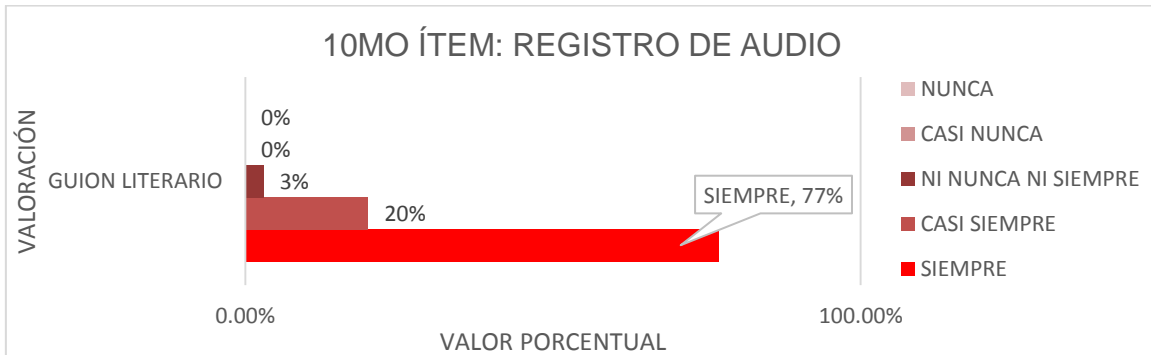 10MO ÍTEM: REGISTRO DE AUDIO
VALORACIÓN
GUION LITERARIO
0%
0%
3%
20%
SIEMPRE, 77%
0.00%
100.00%
VALOR PORCENTUAL
NUNCA
CASI NUNCA
NI NUNCA NI SIEMPRE
CASI SIEMPRE
SIEMPRE